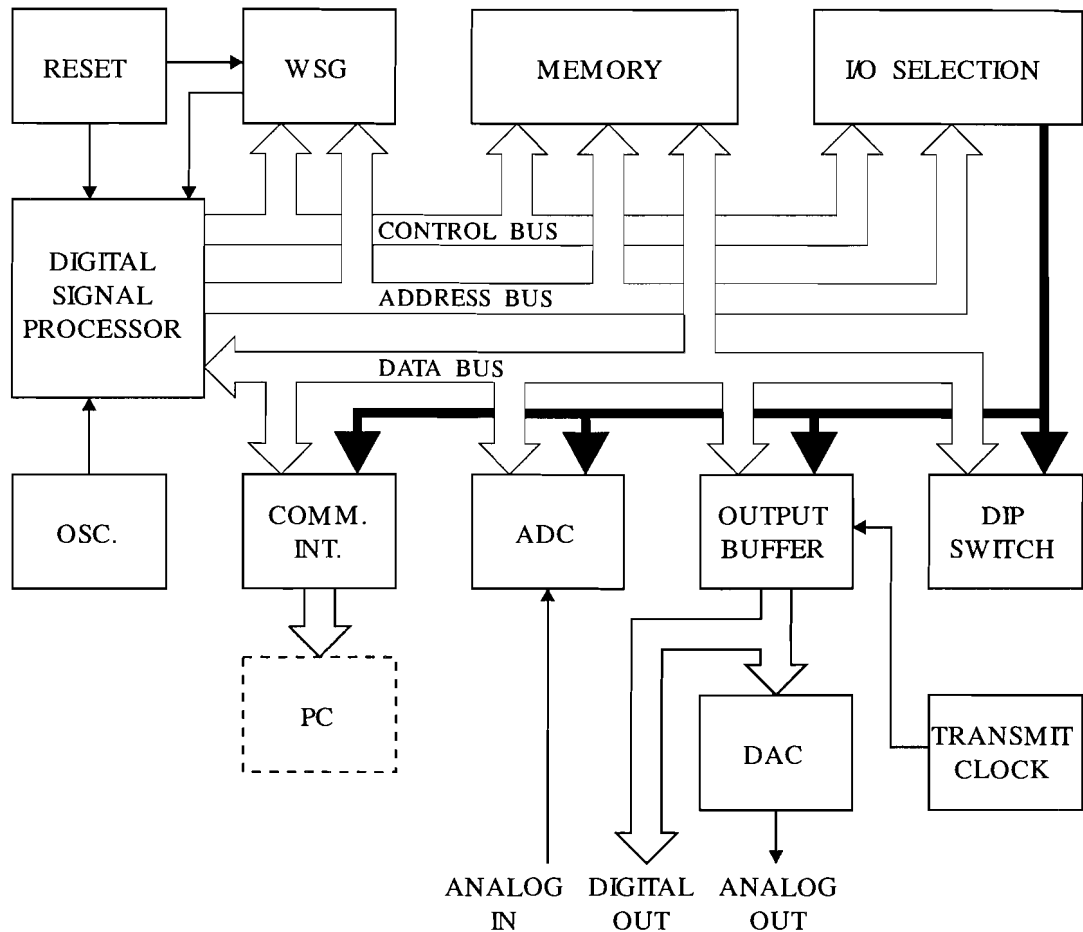 RESET
WSG
MEMORY
I/O SELECTION
CONTROL BUS
DIGITAL
SIGNAL
PROCESSOR
ADDRESS BUS
DATA BUS
OSC.
COMM.
INT.
ADC
OUTPUT
BUFFER
DIP
SWITCH
PC
DAC
TRANSMIT
CLOCK
ANALOG
IN
DIGITAL
OUT
ANALOG
OUT